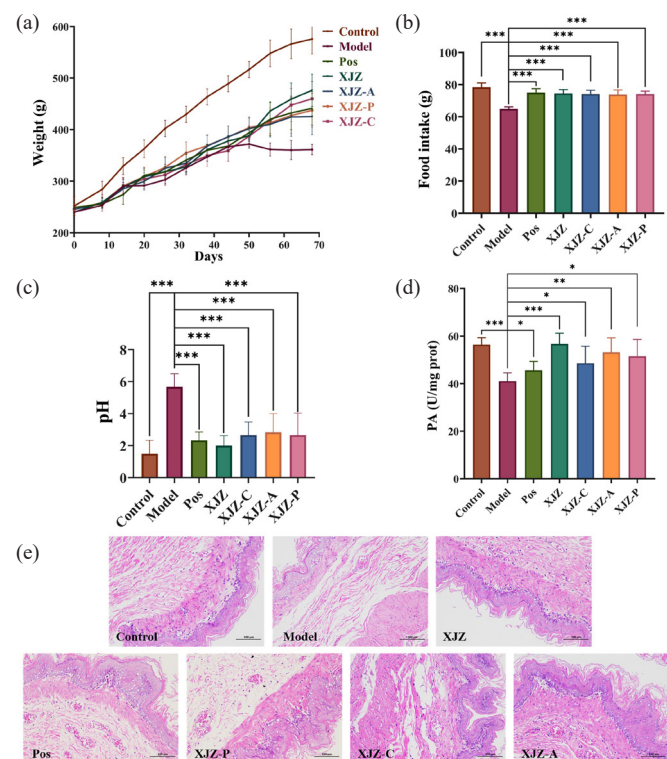 (a)
600
500
400
300
200
0
10
20
30
40
50
60
70
Weight (g)
Days
Control
Model
Pos
XJZ
XJZ-A
XJZ-P
XJZ-C
(b)
***
***
***
***
***
***
100
80
60
40
20
0
Food intake (g)
Control
Model
Pos
XJZ
XJZ-C
XJZ-A
XJZ-P
(c)
*** ***
***
***
***
***
8
6
4
2
0
pH
Control
Model
Pos
XJZ
XJZ-C
XJZ-A
XJZ-P
(d)
*
**
*
***
*** *
60
40
20
0
PA (U/mg prot)
Control
Model
Pos
XJZ
XJZ-C
XJZ-A
XJZ-P
(e)
Control
Model
XJZ
Pos
XJZ-P
XJZ-C
XJZ-A